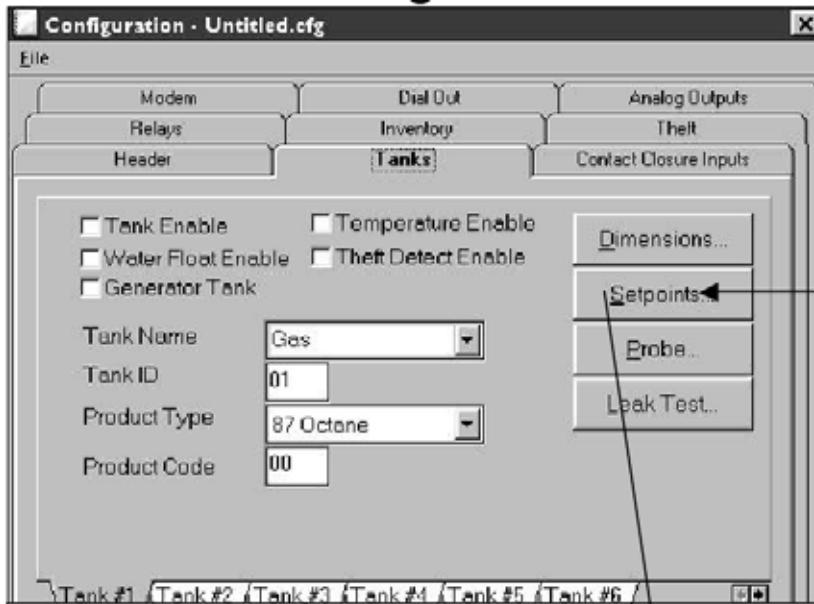 Configuration - Untitled.cfg
File
Modem Dial Out Analog Outputs
Relays Inventory Theft
Header Tanks Contact Closure Inputs
Tank Enable Temperature Enable
Water Float Enable Theft Detect Enable
Generator Tank
Dimensions...
Setpoints...
Probe...
Leak Test...
Tank Name Gas
Tank ID 01
Product Type 87 Octane
Product Code 00
Tank #1 Tank #2 Tank #3 Tank #4 Tank #5 Tank #6